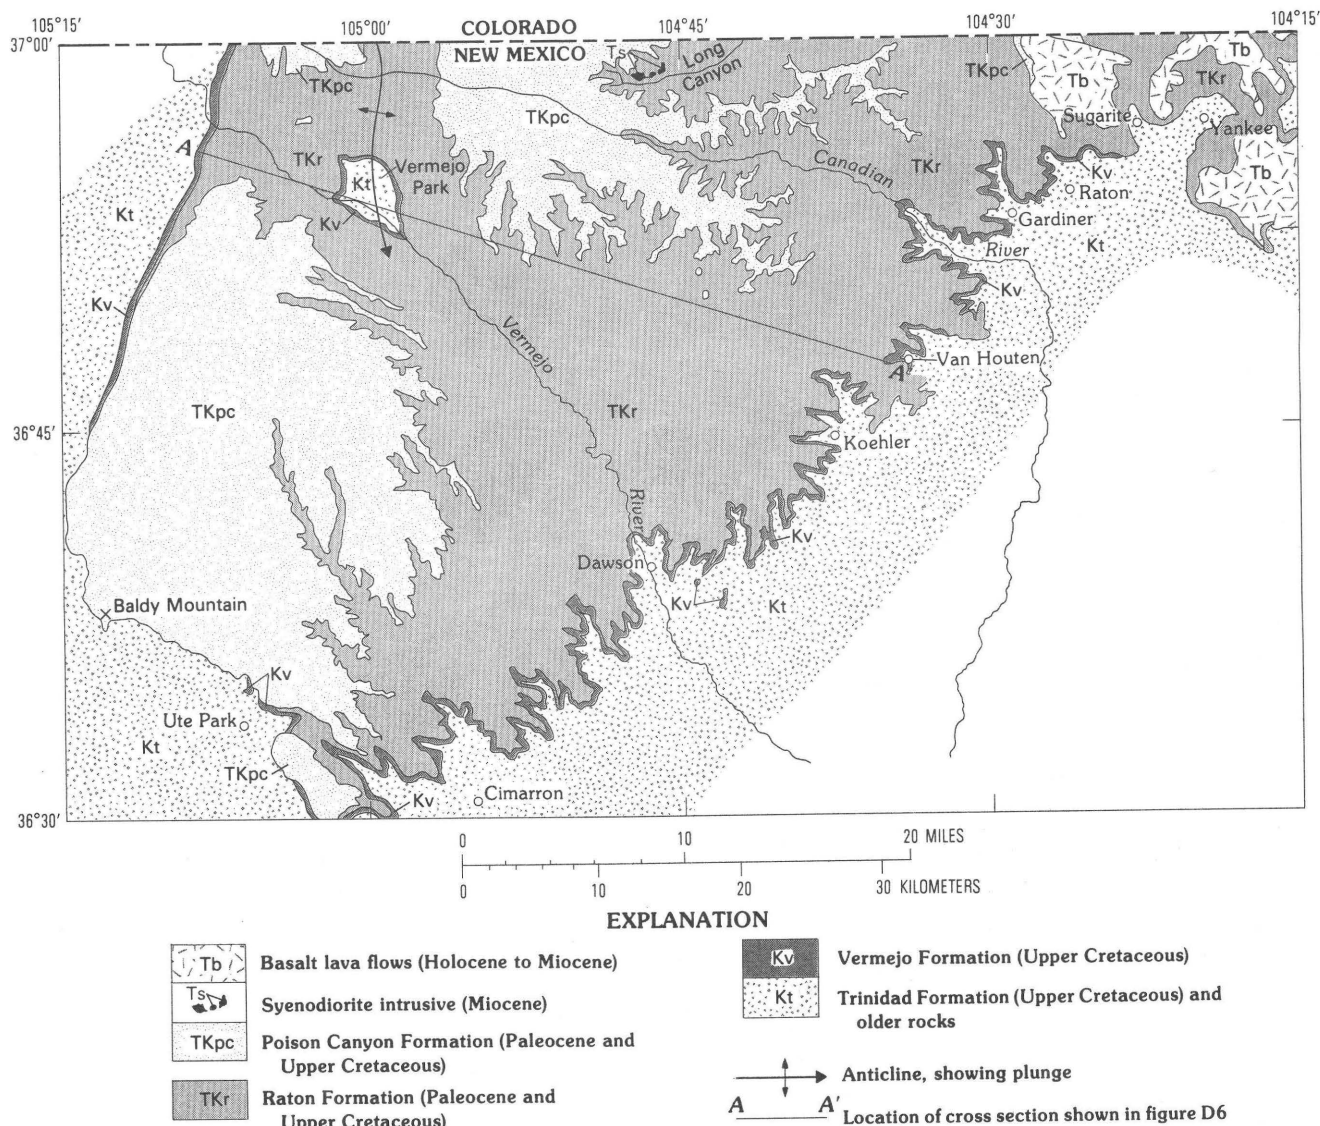 105°15'
105°00'
COLORADO
NEW MEXICO
104°45'
104°30'
104°15'
37°00'
Ts
Long
Canyon
TKpc
TKpc
TKpc
Tb
Tb
TKr
Sugarite
Yankee
A
TKr
Vermejo
Park
Kt
Kv
Canadian
TKr
Kv
Raton
Tb
Kt
Gardiner
River
Kt
Kv
Kv
Vermejo
Van Houten
A'
TKpc
TKr
36°45'
Koehler
River
Kv
Dawson
Kv
Kt
Baldy Mountain
Kv
Ute Park
Kt
TKpc
Kv
Cimarron
36°30'
0 10 20 MILES
0 10 20 30 KILOMETERS
EXPLANATION
Tb Basalt lava flows (Holocene to Miocene)
Ts Syenodiorite intrusive (Miocene)
TKpc Poison Canyon Formation (Paleocene and
Upper Cretaceous)
TKr Raton Formation (Paleocene and
Upper Cretaceous)
Kv Vermejo Formation (Upper Cretaceous)
Kt Trinidad Formation (Upper Cretaceous) and
older rocks
Anticline, showing plunge
A A' Location of cross section shown in figure D6